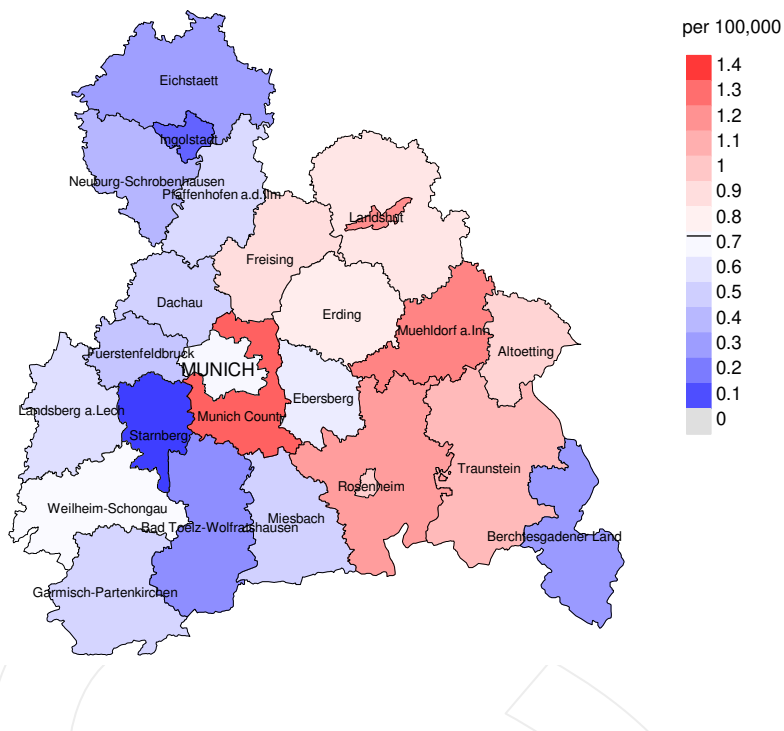 per 100,000
1.4
1.3
1.2
1.1
1
0.9
0.8
0.7
0.6
0.5
0.4
0.3
0.2
0.1
0
Eichstaett
Ingolstadt
Neuburg-Schrobenhausen
Pfaffenhofen a.d.Ilm
Landshut
Freising
Dachau
Erding
Muehldorf a.Inn
Altoetting
Fuerstenfeldbruck
MUNICH
Ebersberg
Landsberg a.Lech
Munich County
Starnberg
Traunstein
Rosenheim
Weilheim-Schongau
Miesbach
Bad Toelz-Wolfratshausen
Berchtesgadener Land
Garmisch-Partenkirchen